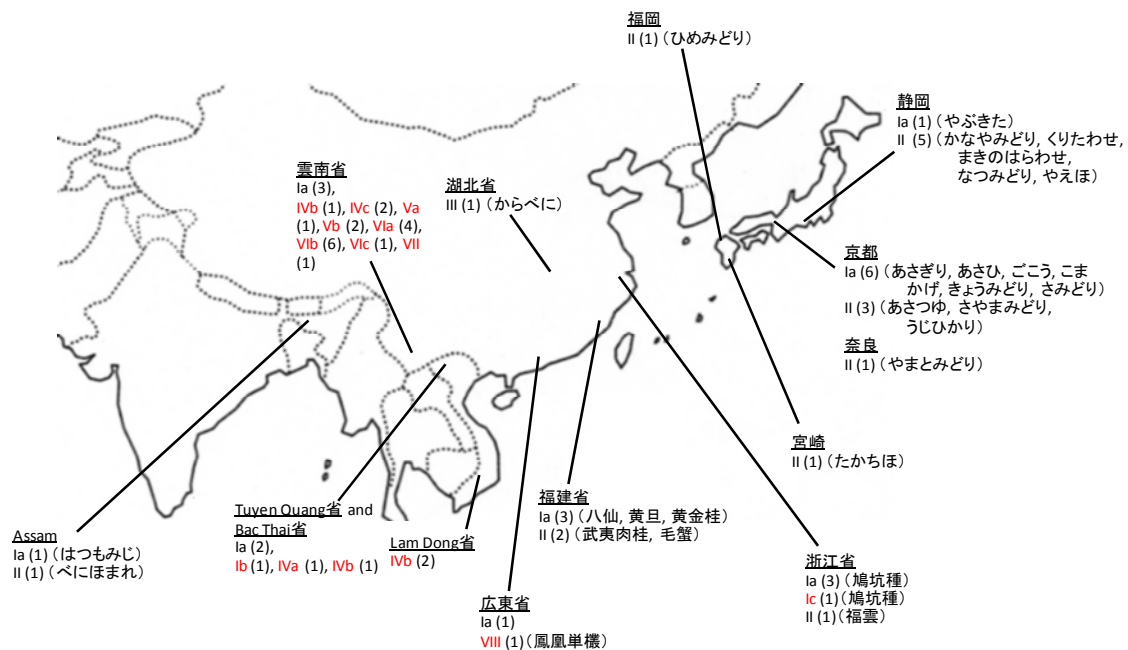 福岡
II (1)（ひめみどり）
静岡
Ia (1)（やぶきた）
II (5)（かなやみどり, くりたわせ,
まきのはらわせ,
なつみどり, やえほ）
雲南省
Ia (3),
IVb (1), IVc (2), Va
(1), Vb (2), VIa (4),
VIb (6), VIc (1), VII
(1)
湖北省
III (1)（からべに）
京都
Ia (6)（あさぎり, あさひ, ごこう, こま
かげ, きょうみどり, さみどり）
II (3)（あさつゆ, さやまみどり,
うじひかり）
奈良
II (1)（やまとみどり）
宮崎
II (1)（たかちほ）
Assam
Ia (1)（はつもみじ）
II (1)（べにほまれ）
Tuyen Quang省 and
Bac Thai省
Ia (2),
Ib (1), IVa (1), IVb (1)
Lam Dong省
IVb (2)
福建省
Ia (3)（八仙, 黄旦, 黄金桂）
II (2)（武夷肉桂, 毛蟹）
広東省
Ia (1)
VIII (1)（鳳凰単欉）
浙江省
Ia (3)（鳩坑種）
Ic (1)（鳩坑種）
II (1)（福雲）